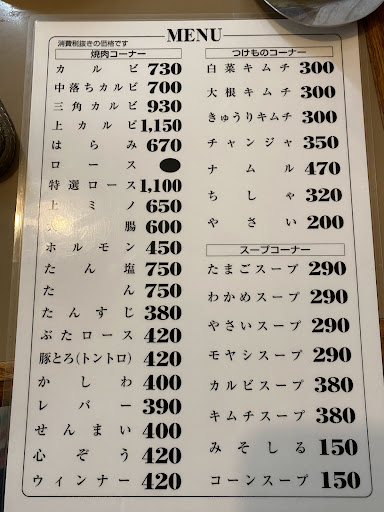 MENU
消費税抜きの価格です
焼肉コーナー
カルビ 730
中落ちカルビ 700
三角カルビ 930
上カルビ 1,150
はらみ 670
ロース
特選ロース 1,100
上ミノ 650
腸 600
ホルモン 450
たん塩 750
たん 750
たんすじ 380
ぶたロース 420
豚とろ(トントロ) 420
かしわ 400
レバー 390
せんまい 400
心ぞう 420
ウィンナー 420
つけものコーナー
白菜キムチ 300
大根キムチ 300
きゅうりキムチ 300
チャンジャ 350
ナムル 470
ちしゃ 320
やさい 200
スープコーナー
たまごスープ 290
わかめスープ 290
やさいスープ 290
モヤシスープ 290
カルビスープ 380
キムチスープ 380
みそしる 150
コーンスープ 150